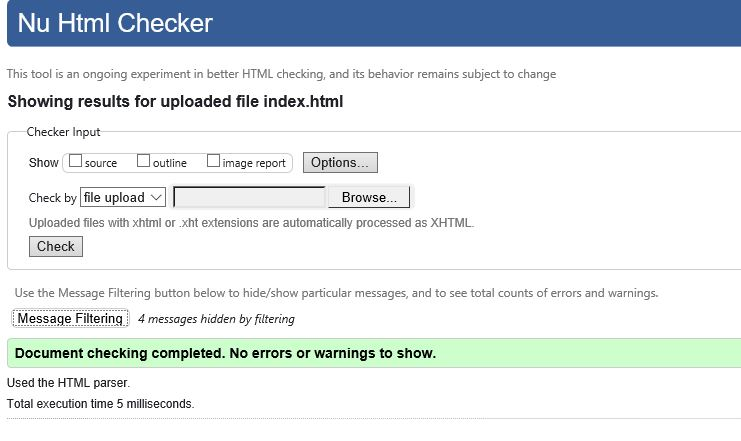 Nu Html Checker
This tool is an ongoing experiment in better HTML checking, and its behavior remains subject to change
Showing results for uploaded file index.html
Checker Input
Show source outline image report Options...
Check by file upload Browse...
Uploaded files with xhtml or .xht extensions are automatically processed as XHTML.
Check
Use the Message Filtering button below to hide/show particular messages, and to see total counts of errors and warnings.
Message Filtering 4 messages hidden by filtering
Document checking completed. No errors or warnings to show.
Used the HTML parser.
Total execution time 5 milliseconds.